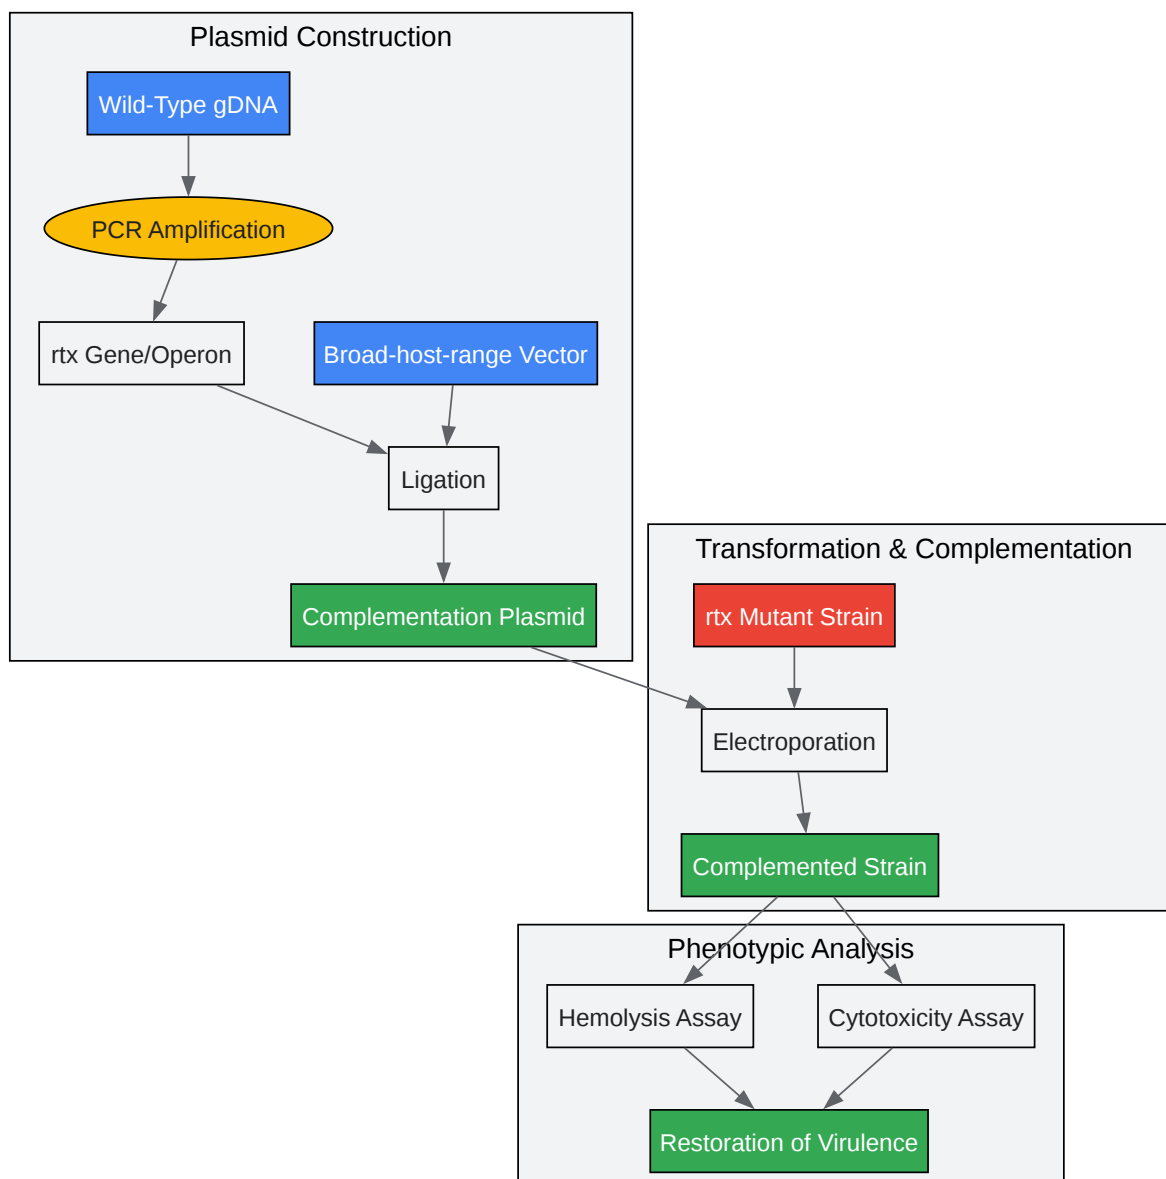 Plasmid Construction
Wild-Type gDNA
PCR Amplification
rtx Gene/Operon
Broad-host-range Vector
Ligation
Complementation Plasmid
Transformation & Complementation
rtx Mutant Strain
Electroporation
Complemented Strain
Phenotypic Analysis
Hemolysis Assay
Cytotoxicity Assay
Restoration of Virulence